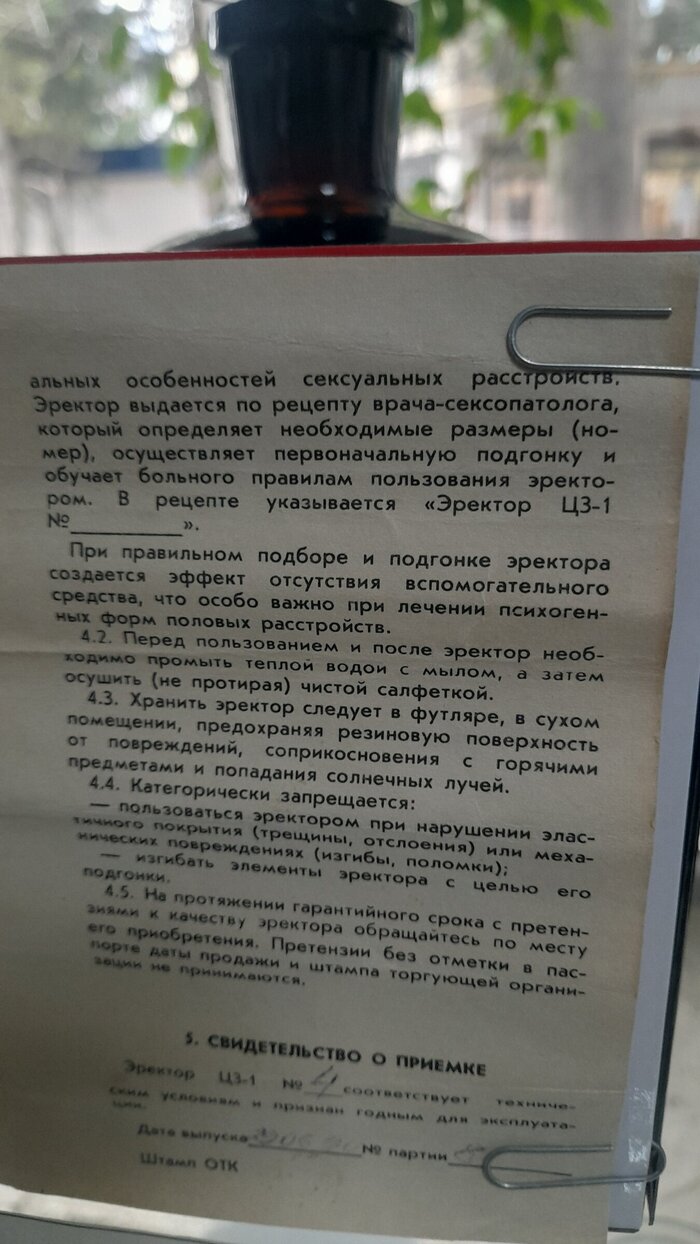 альных особенностей сексуальных расстройств.
Эректор выдается по рецепту врача-сексопатолога,
который определяет необходимые размеры (но-
мер), осуществляет первоначальную подгонку и
обучает больного правилам пользования эректо-
ром. В рецепте указывается «Эректор ЦЗ-1
№__________».
При правильном подборе и подгонке эректора
создается эффект отсутствия вспомогательного
средства, что особо важно при лечении психоген-
ных форм половых расстройств.
4.2. Перед пользованием и после эректор необ-
ходимо промыть теплой водой с мылом, а затем
осушить (не протирая) чистой салфеткой.
4.3. Хранить эректор следует в футляре, в сухом
помещении, предохраняя резиновую поверхность
от повреждений, соприкосновения с горячими
предметами и попадания солнечных лучей.
4.4. Категорически запрещается:
— пользоваться эректором при нарушении элас-
тичного покрытия (трещины, отслоения) или меха-
нических повреждениях (изгибы, поломки);
— изгибать элементы эректора с целью его
подгонки.
4.5. На протяжении гарантийного срока с претен-
зиями к качеству эректора обращайтесь по месту
его приобретения. Претензии без отметки в пас-
порте даты продажи и штампа торгующей органи-
зации не принимаются.
5. СВИДЕТЕЛЬСТВО О ПРИЕМКЕ
Эректор ЦЗ-1 № 4 соответствует техниче-
ским условиям и признан годным для эксплуата-
ции.
Дата выпуска № партии
Штамп ОТК